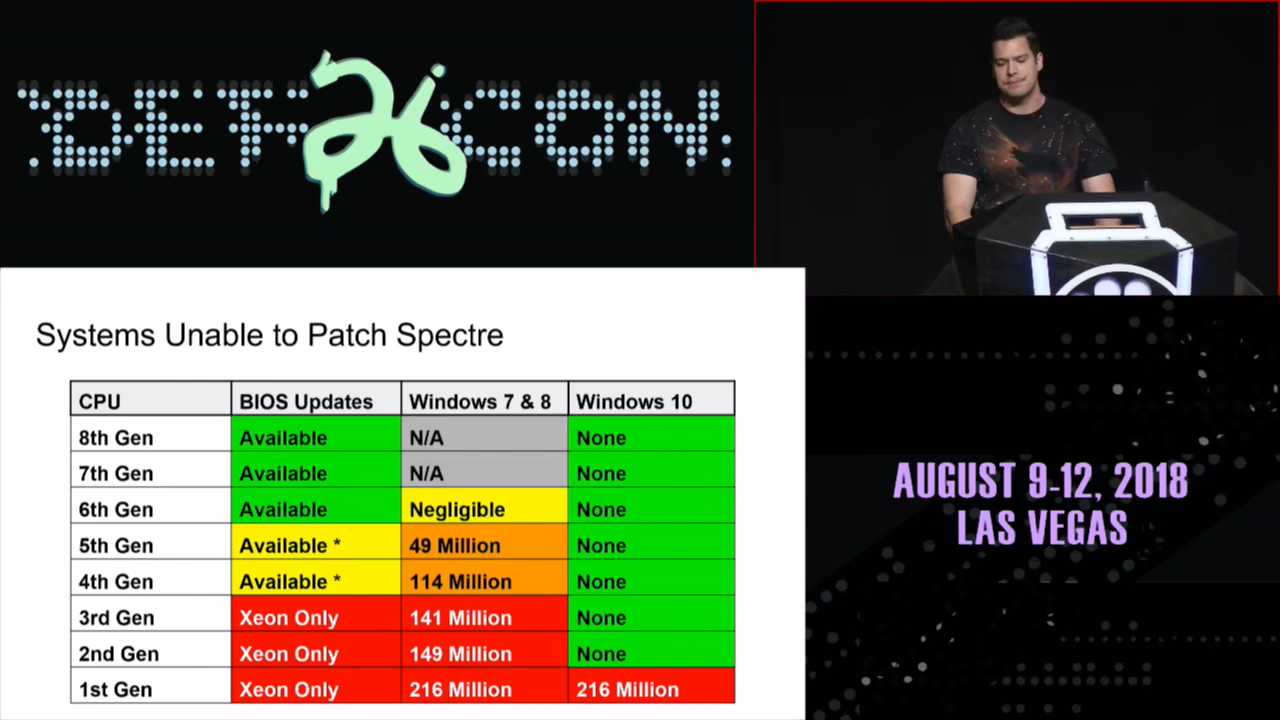 DEF 26 CON
Systems Unable to Patch Spectre
CPU BIOS Updates Windows 7 & 8 Windows 10
8th Gen Available N/A None
7th Gen Available N/A None
6th Gen Available Negligible None
5th Gen Available * 49 Million None
4th Gen Available * 114 Million None
3rd Gen Xeon Only 141 Million None
2nd Gen Xeon Only 149 Million None
1st Gen Xeon Only 216 Million 216 Million
AUGUST 9-12, 2018
LAS VEGAS